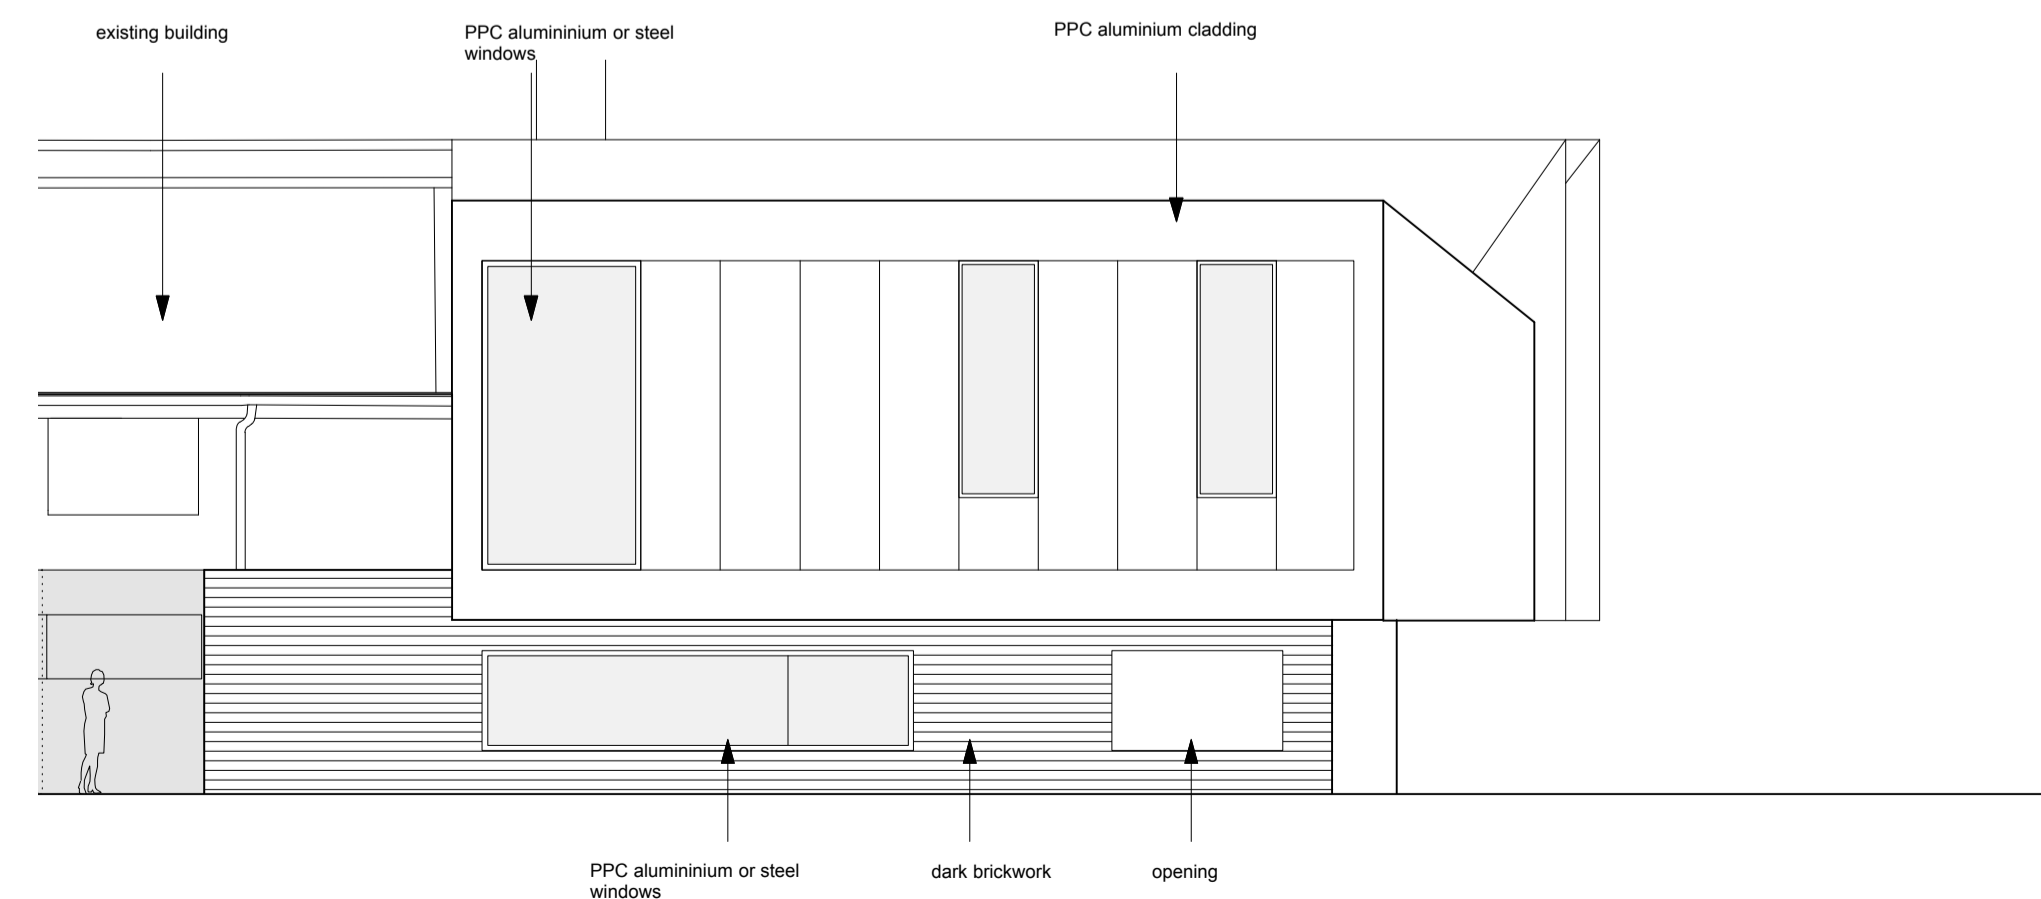 existing building
PPC alumininium or steel
windows
PPC aluminium cladding
PPC alumininium or steel
windows
dark brickwork
opening